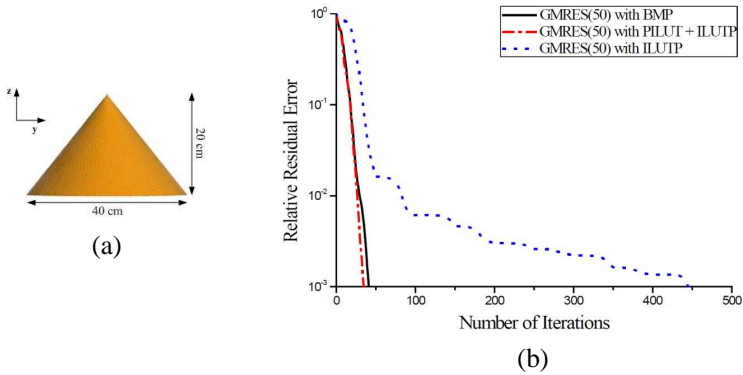 z
y
20 cm
40 cm
(a)
GMRES(50) with BMP
GMRES(50) with PILUT + ILUTP
GMRES(50) with ILUTP
Relative Residual Error
10^0
10^-1
10^-2
10^-3
0 100 200 300 400 500
Number of Iterations
(b)